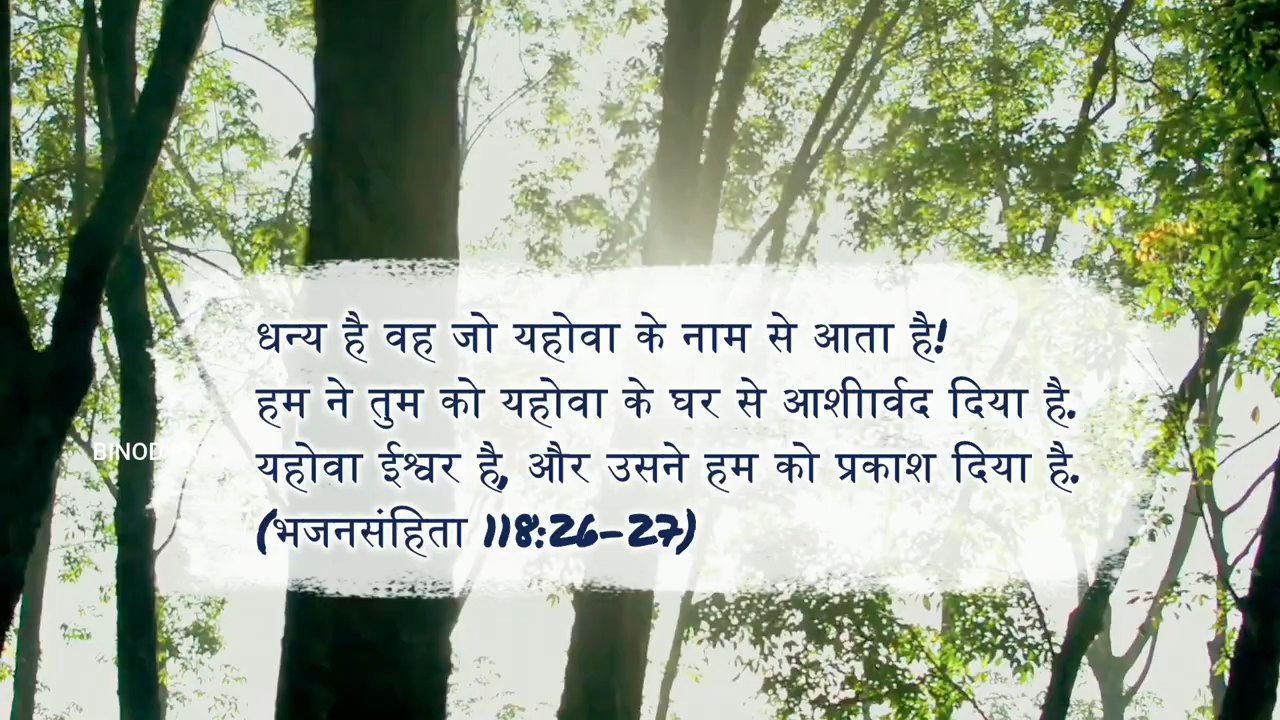 धन्य है वह जो यहोवा के नाम से आता है!
हम ने तुम को यहोवा के घर से आशीार्वद दिया है.
BINOD
यहोवा ईश्वर है, और उसने हम को प्रकाश दिया है.
(भजनसंहिता 118:26-27)